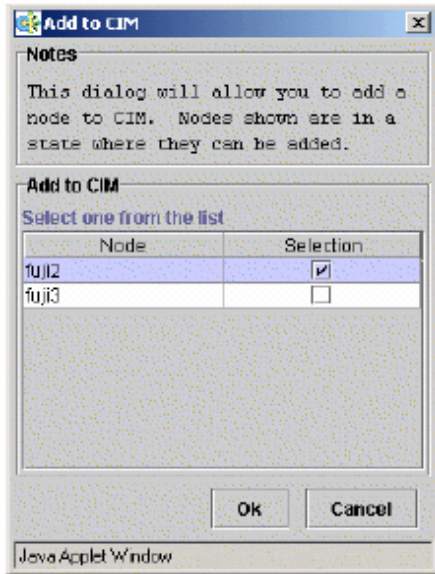 Add to CIM
Notes
This dialog will allow you to add a
node to CIM. Nodes shown are in a
state where they can be added.
Add to CIM
Select one from the list
Node Selection
fuji2
fuji3
Ok Cancel
Java Applet Window